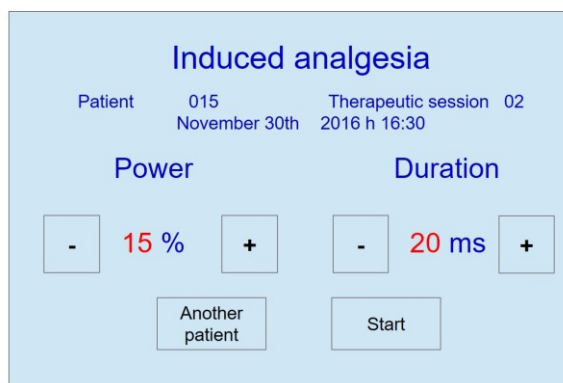 Induced analgesia
Patient 015 Therapeutic session 02
November 30th 2016 h 16:30
Power Duration
- 15 % + - 20 ms +
Another
patient
Start